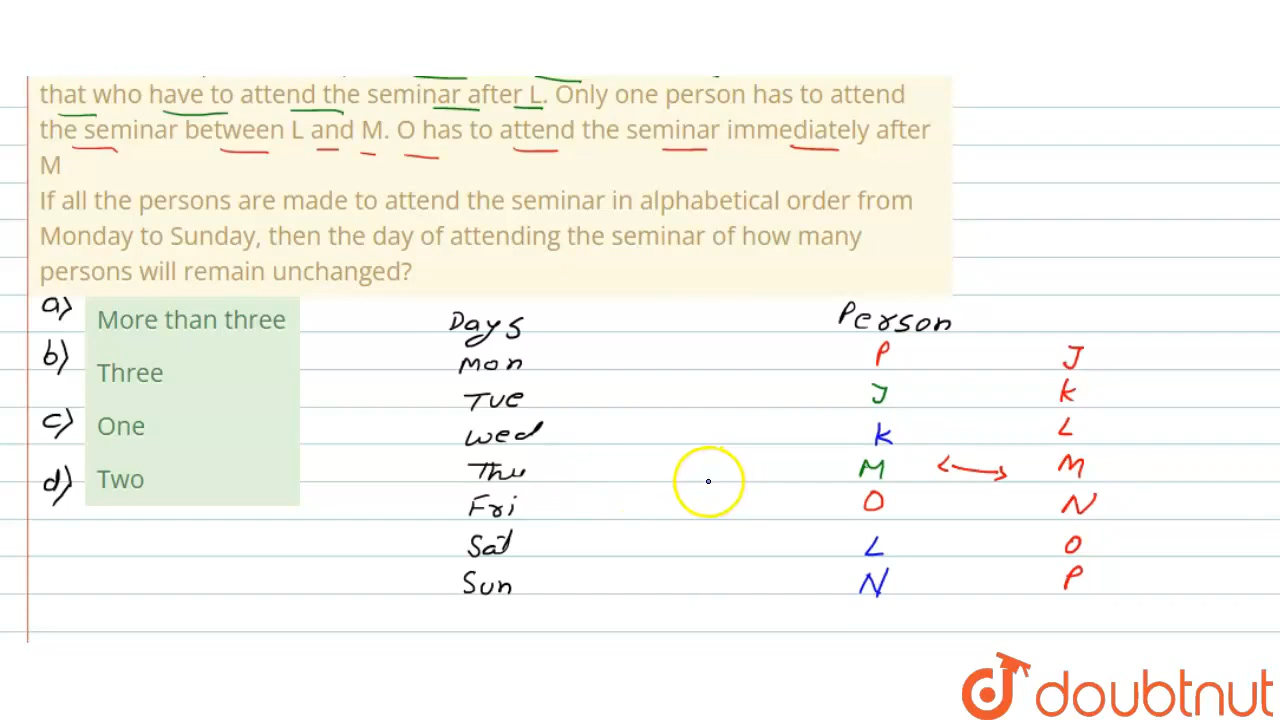 that who have to attend the seminar after L. Only one person has to attend
the seminar between L and M. O has to attend the seminar immediately after
M
If all the persons are made to attend the seminar in alphabetical order from
Monday to Sunday, then the day of attending the seminar of how many
persons will remain unchanged?
a) More than three
b) Three
c) One
d) Two
Days Person
Mon P J
Tue J K
Wed K L
Thu M M
Fri O N
Sat L O
Sun N P
doubtnut